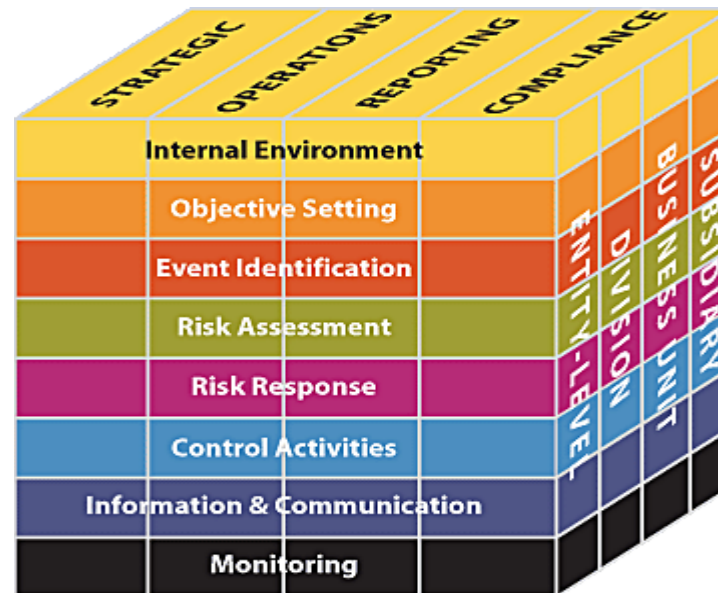 STRATEGIC
OPERATIONS
REPORTING
COMPLIANCE
Internal Environment
Objective Setting
Event Identification
Risk Assessment
Risk Response
Control Activities
Information & Communication
Monitoring
ENTITY-LEVEL
DIVISION
BUSINESS UNIT
SUBSIDIARY